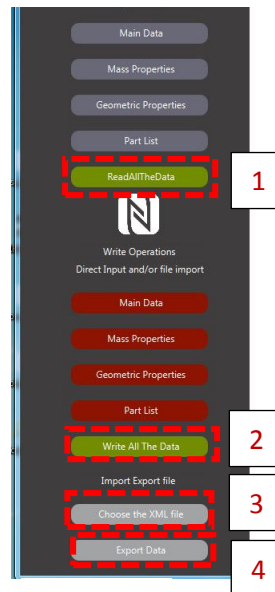 Main Data
Mass Properties
Geometric Properties
Part List
ReadAllTheData
1
Write Operations
Direct Input and/or file import
Main Data
Mass Properties
Geometric Properties
Part List
Write All The Data
2
Import Export file
Choose the XML file
3
Export Data
4